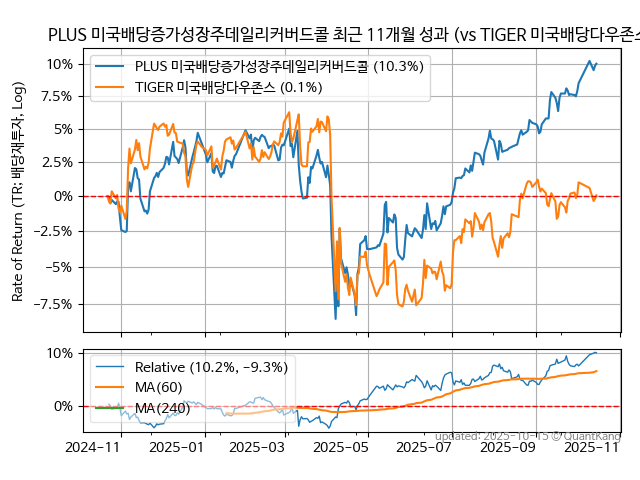 PLUS 미국배당증가성장주데일리커버드콜 최근 11개월 성과 (vs TIGER 미국배당다우존스
10%
7.5%
5%
2.5%
0%
−2.5%
−5%
−7.5%
Rate of Return (TR: 배당재투자, Log)
PLUS 미국배당증가성장주데일리커버드콜 (10.3%)
TIGER 미국배당다우존스 (0.1%)
10%
0%
Relative (10.2%, −9.3%)
MA(60)
MA(240)
updated: 2025-10-15 © QuantKang
2024−11
2025−01
2025−03
2025−05
2025−07
2025−09
2025−11